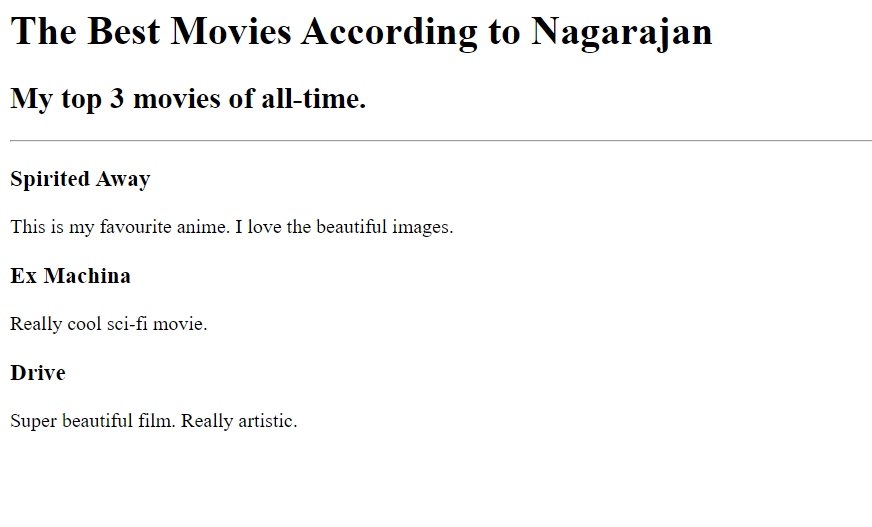 The Best Movies According to Nagarajan
My top 3 movies of all-time.
Spirited Away
This is my favourite anime. I love the beautiful images.
Ex Machina
Really cool sci-fi movie.
Drive
Super beautiful film. Really artistic.